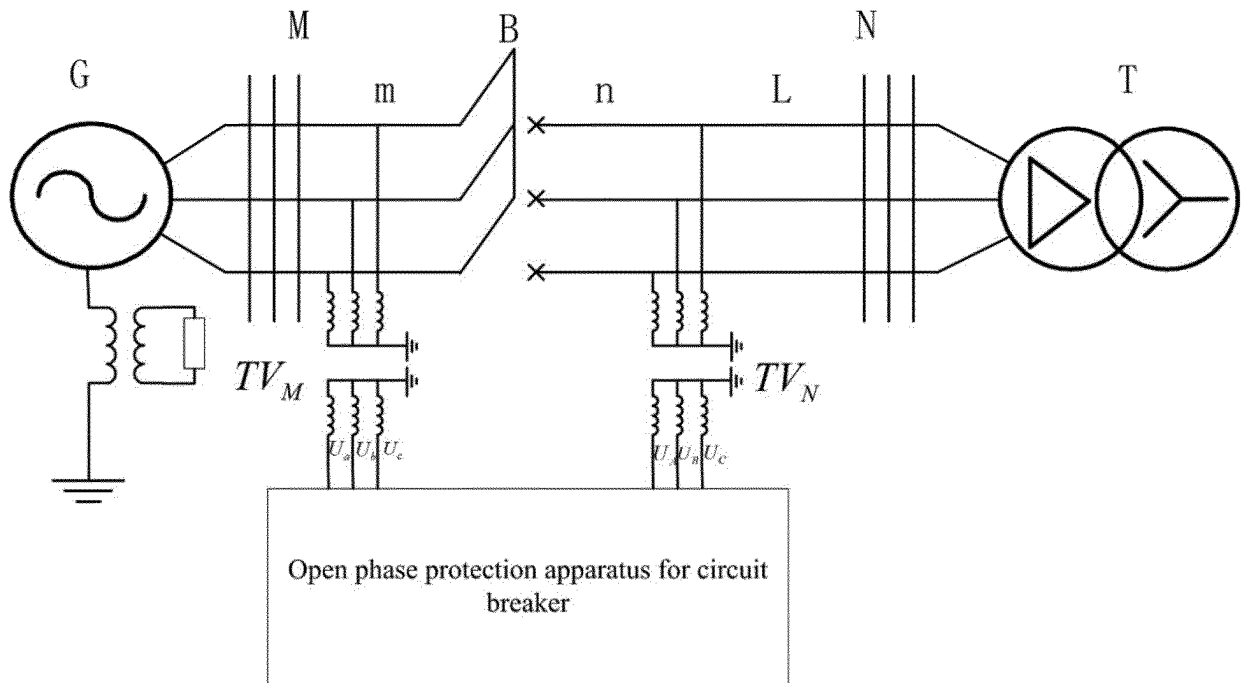 M
B
N
G
m
n
L
T
TV_M
TV_N
U_a U_b U_c
U_A U_B U_C
Open phase protection apparatus for circuit
breaker